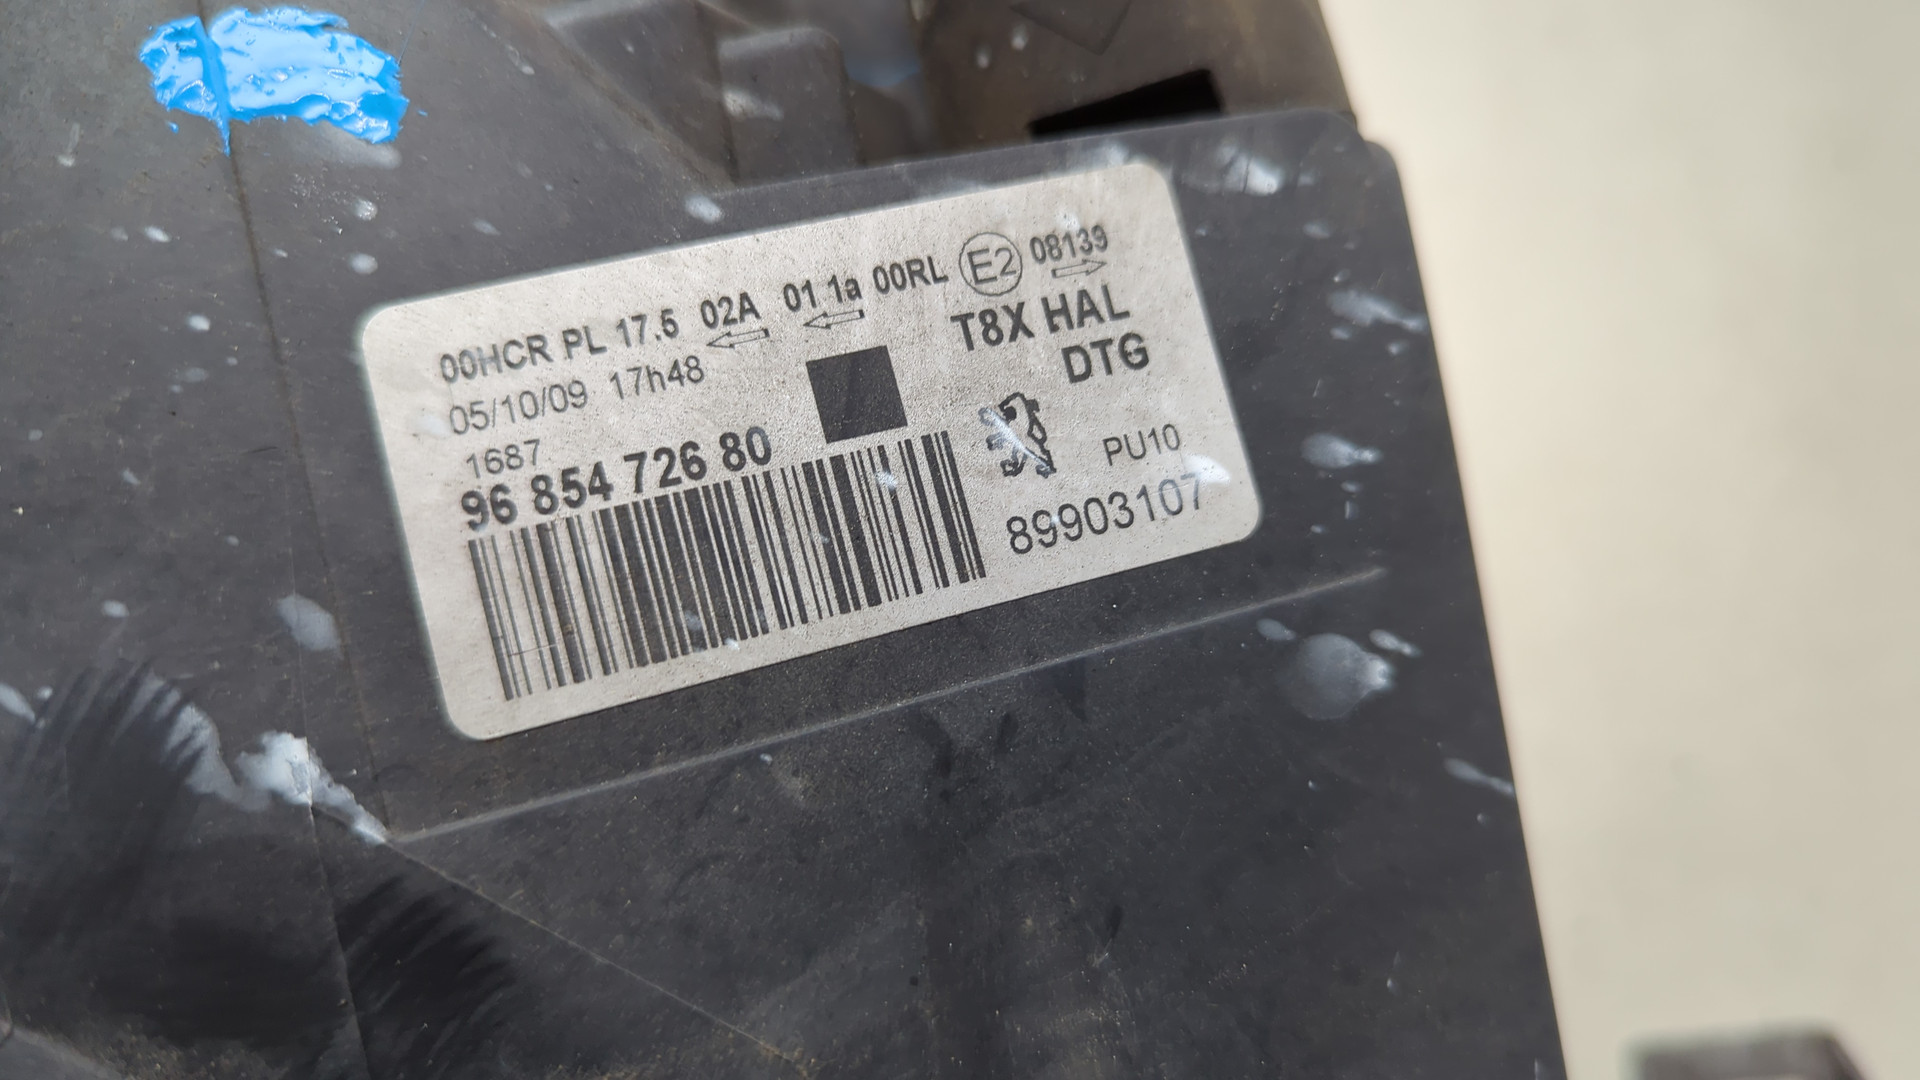 00HCR PL 17.5 02A 01 1a 00RL E2 08139
05/10/09 17h48
T8X HAL
DTG
1687
96 854 726 80
PU10
89903107